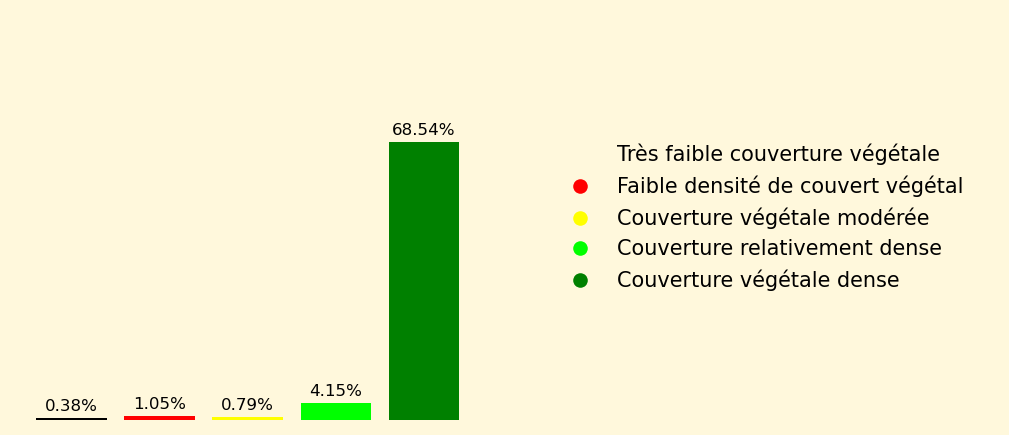 68.54%
4.15%
0.38%
1.05%
0.79%
Très faible couverture végétale
Faible densité de couvert végétal
Couverture végétale modérée
Couverture relativement dense
Couverture végétale dense